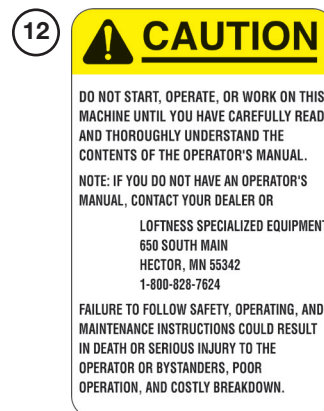 12
CAUTION
DO NOT START, OPERATE, OR WORK ON THIS
MACHINE UNTIL YOU HAVE CAREFULLY READ
AND THOROUGHLY UNDERSTAND THE
CONTENTS OF THE OPERATOR'S MANUAL.
NOTE: IF YOU DO NOT HAVE AN OPERATOR'S
MANUAL, CONTACT YOUR DEALER OR
LOFTNESS SPECIALIZED EQUIPMENT
650 SOUTH MAIN
HECTOR, MN 55342
1-800-828-7624
FAILURE TO FOLLOW SAFETY, OPERATING, AND
MAINTENANCE INSTRUCTIONS COULD RESULT
IN DEATH OR SERIOUS INJURY TO THE
OPERATOR OR BYSTANDERS, POOR
OPERATION, AND COSTLY BREAKDOWN.